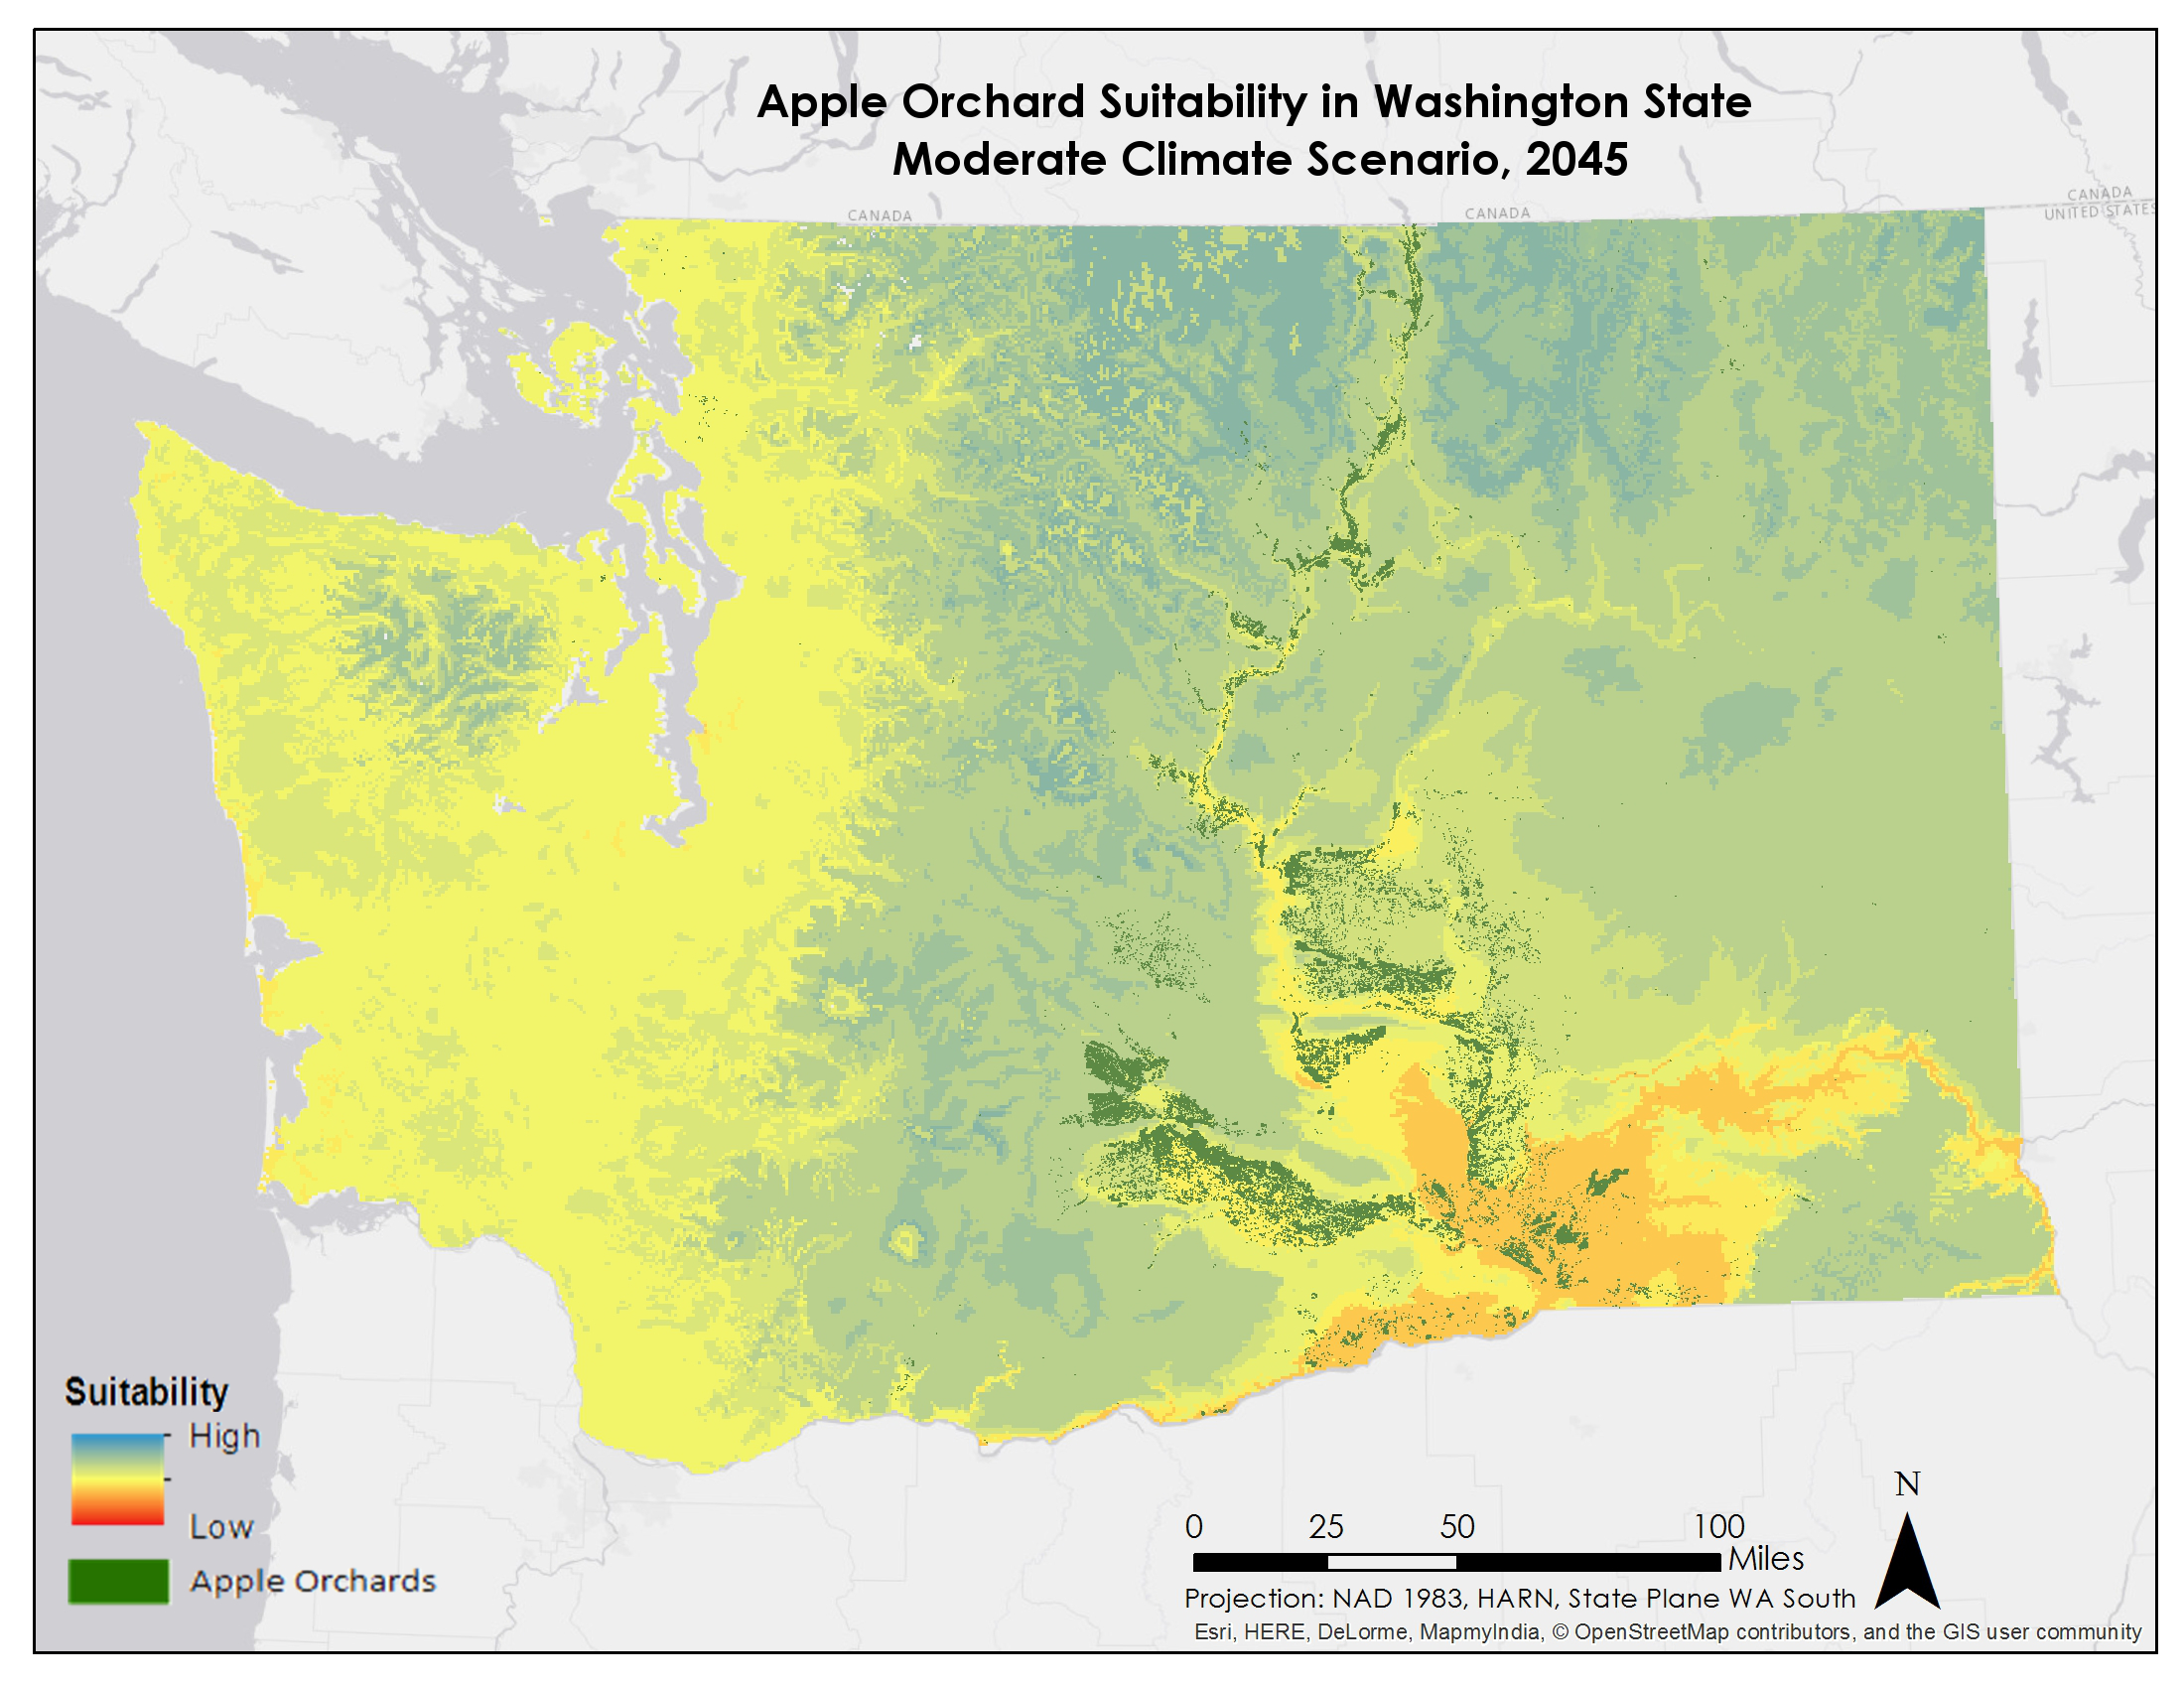 Apple Orchard Suitability in Washington State
Moderate Climate Scenario, 2045
CANADA
CANADA
CANADA
UNITED STATES
Suitability
High
Low
Apple Orchards
N
0 25 50 100
Miles
Projection: NAD 1983, HARN, State Plane WA South
Esri, HERE, DeLorme, MapmyIndia, © OpenStreetMap contributors, and the GIS user community